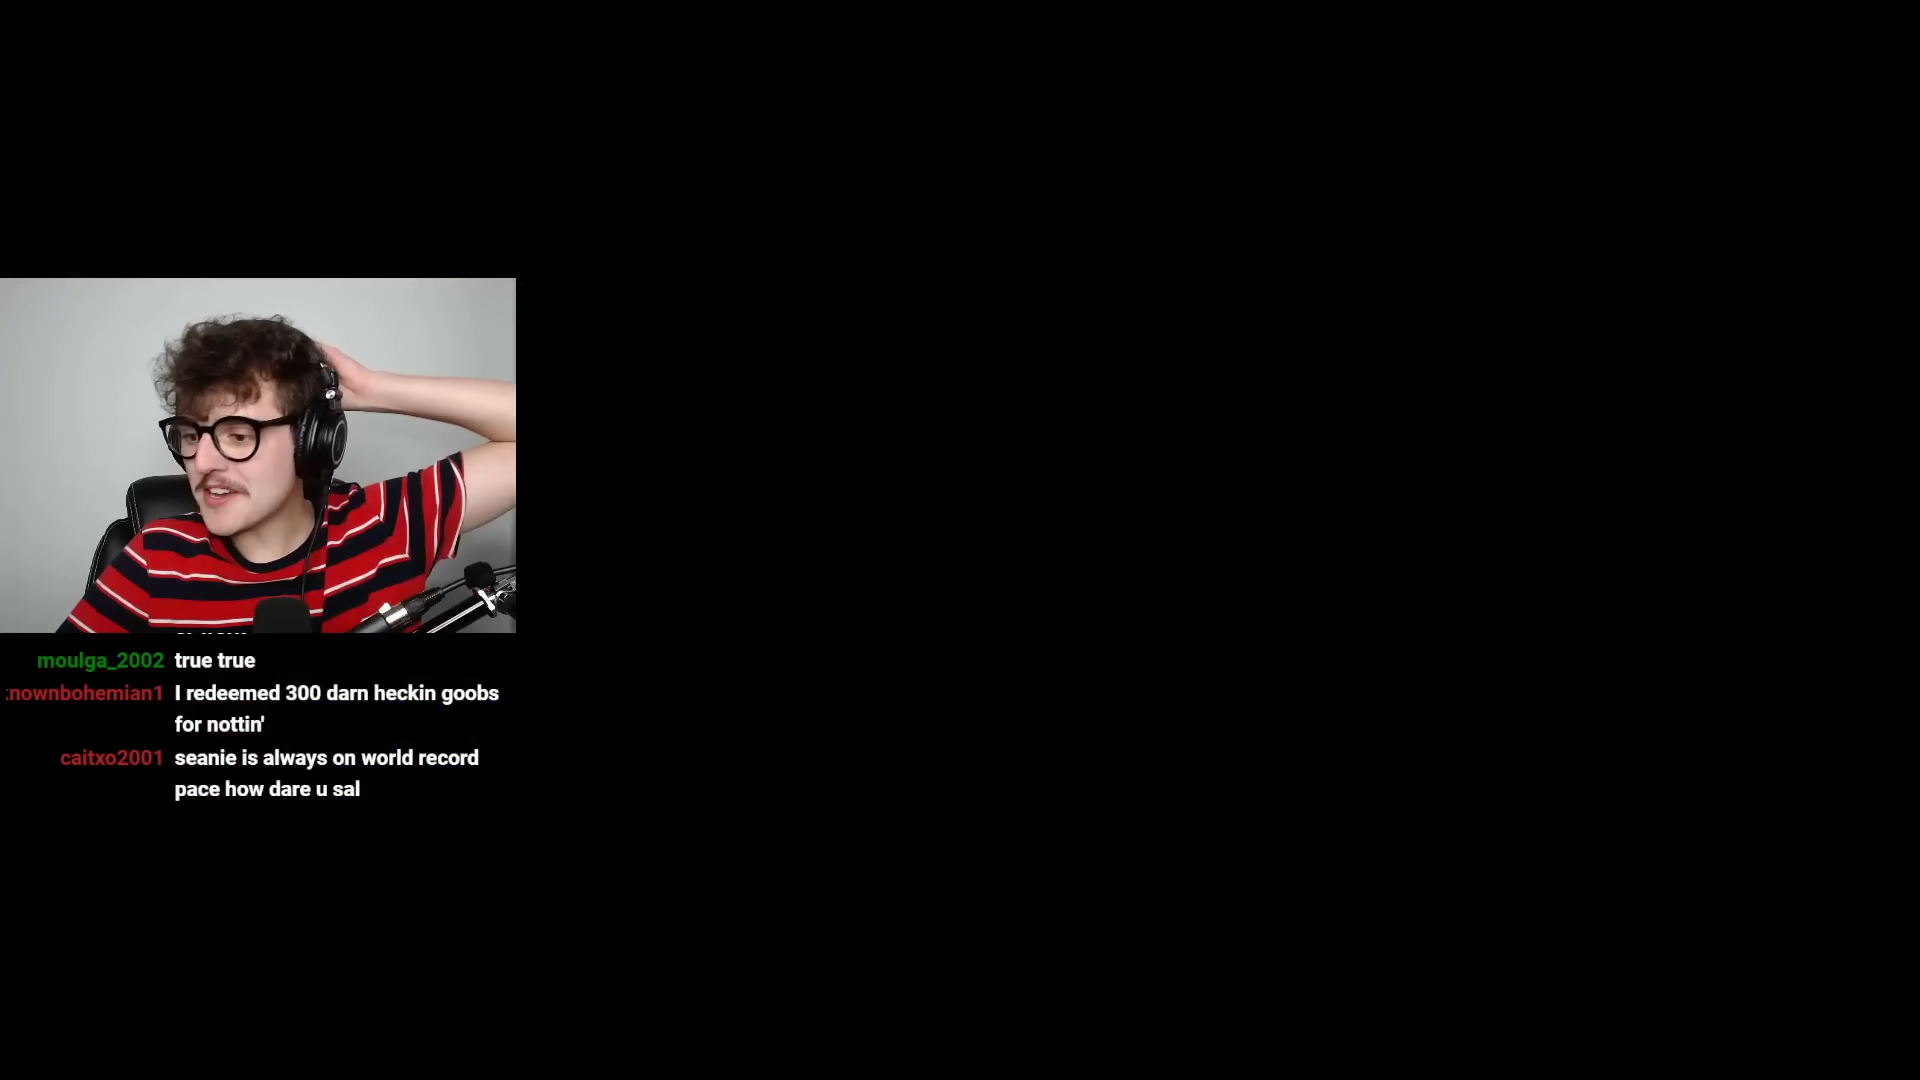 moulga_2002 true true
nownbohemian1 I redeemed 300 darn heckin goobs
for nottin'
caitxo2001 seanie is always on world record
pace how dare u sal